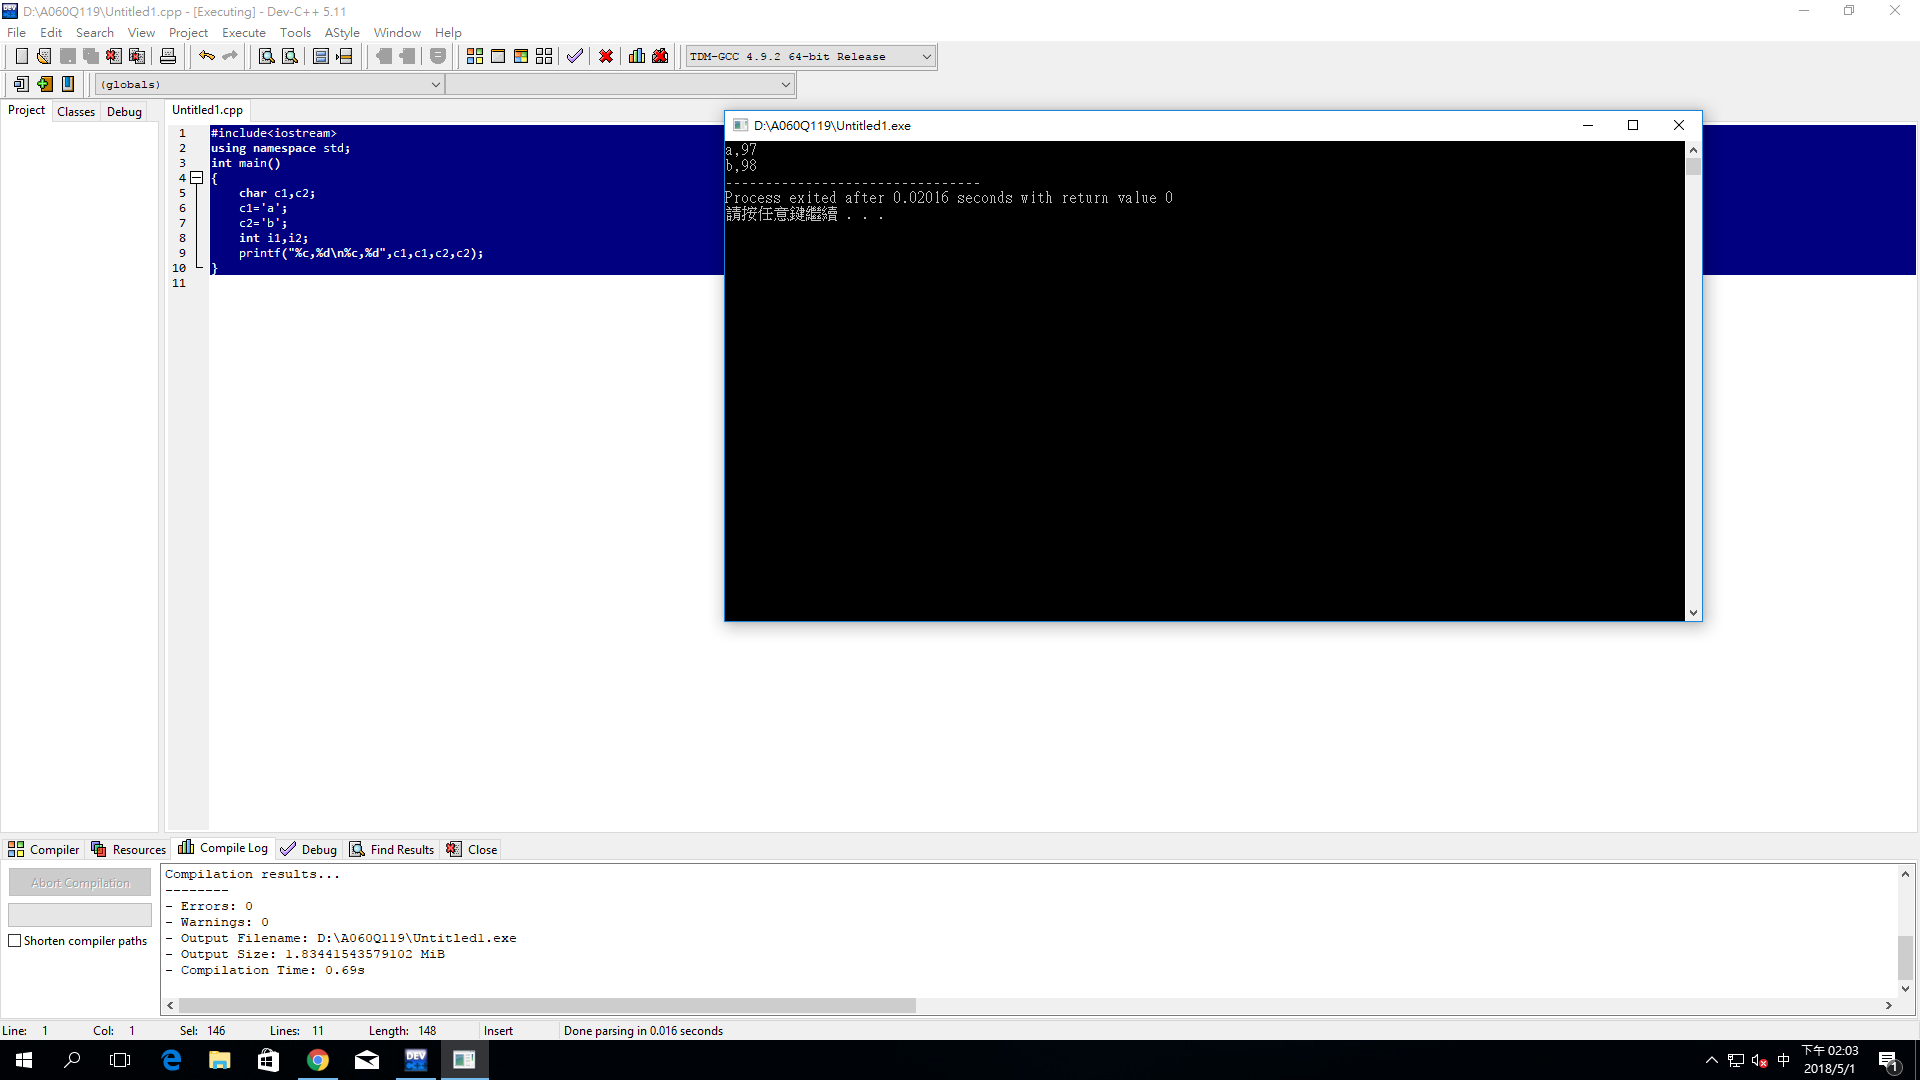 D:\A060Q119\Untitled1.cpp - [Executing] - Dev-C++ 5.11
File Edit Search View Project Execute Tools AStyle Window Help
TDM-GCC 4.9.2 64-bit Release
(globals)
Project Classes Debug
Untitled1.cpp
1 #include<iostream>
2 using namespace std;
3 int main()
4 {
5 char c1,c2;
6 c1='a';
7 c2='b';
8 int i1,i2;
9 printf("%c,%d\n%c,%d",c1,c1,c2,c2);
10 }
11
D:\A060Q119\Untitled1.exe
a,97
b,98
--------------------------------
Process exited after 0.02016 seconds with return value 0
請按任意鍵繼續 . . .
Compiler Resources Compile Log Debug Find Results Close
Abort Compilation
Shorten compiler paths
Compilation results...
--------
- Errors: 0
- Warnings: 0
- Output Filename: D:\A060Q119\Untitled1.exe
- Output Size: 1.83441543579102 MiB
- Compilation Time: 0.69s
Line: 1 Col: 1 Sel: 146 Lines: 11 Length: 148 Insert Done parsing in 0.016 seconds
DEV C++
中
下午 02:03
2018/5/1
1